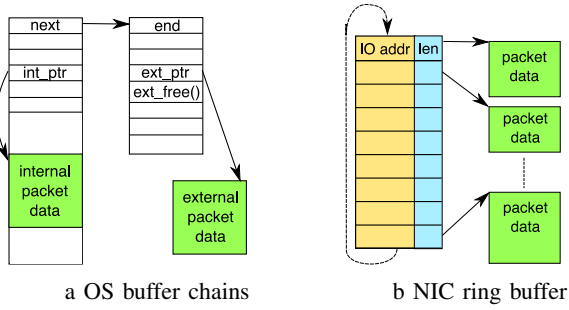 next
end
int_ptr
ext_ptr
ext_free()
internal
packet
data
external
packet
data
a OS buffer chains
IO addr len
packet
data
packet
data
packet
data
b NIC ring buffer